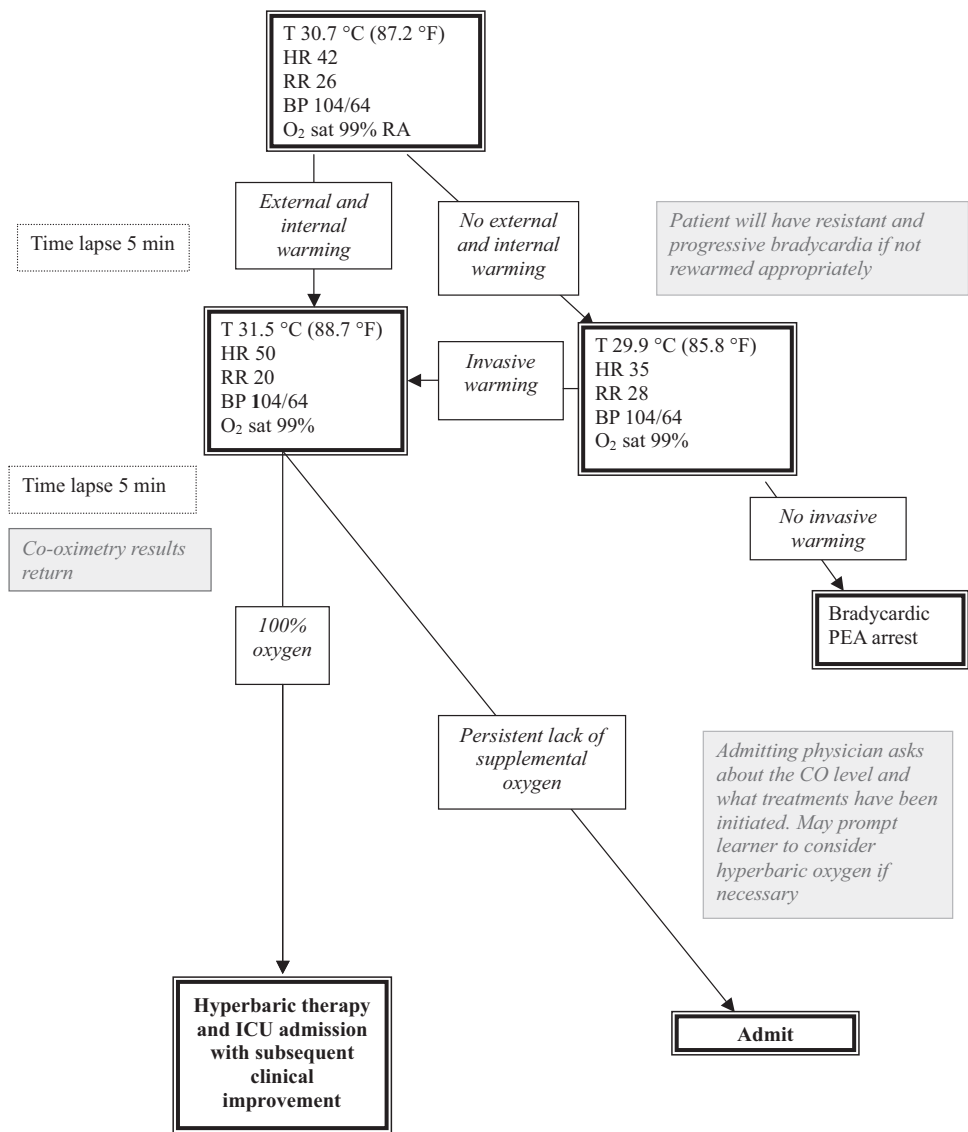 T 30.7 °C (87.2 °F)
HR 42
RR 26
BP 104/64
O₂ sat 99% RA
External and
internal
warming
No external
and internal
warming
Time lapse 5 min
Patient will have resistant and
progressive bradycardia if not
rewarmed appropriately
T 31.5 °C (88.7 °F)
HR 50
RR 20
BP 104/64
O₂ sat 99%
Invasive
warming
T 29.9 °C (85.8 °F)
HR 35
RR 28
BP 104/64
O₂ sat 99%
Time lapse 5 min
Co-oximetry results
return
No invasive
warming
Bradycardic
PEA arrest
100%
oxygen
Persistent lack of
supplemental
oxygen
Admitting physician asks
about the CO level and
what treatments have been
initiated. May prompt
learner to consider
hyperbaric oxygen if
necessary
Hyperbaric therapy
and ICU admission
with subsequent
clinical
improvement
Admit